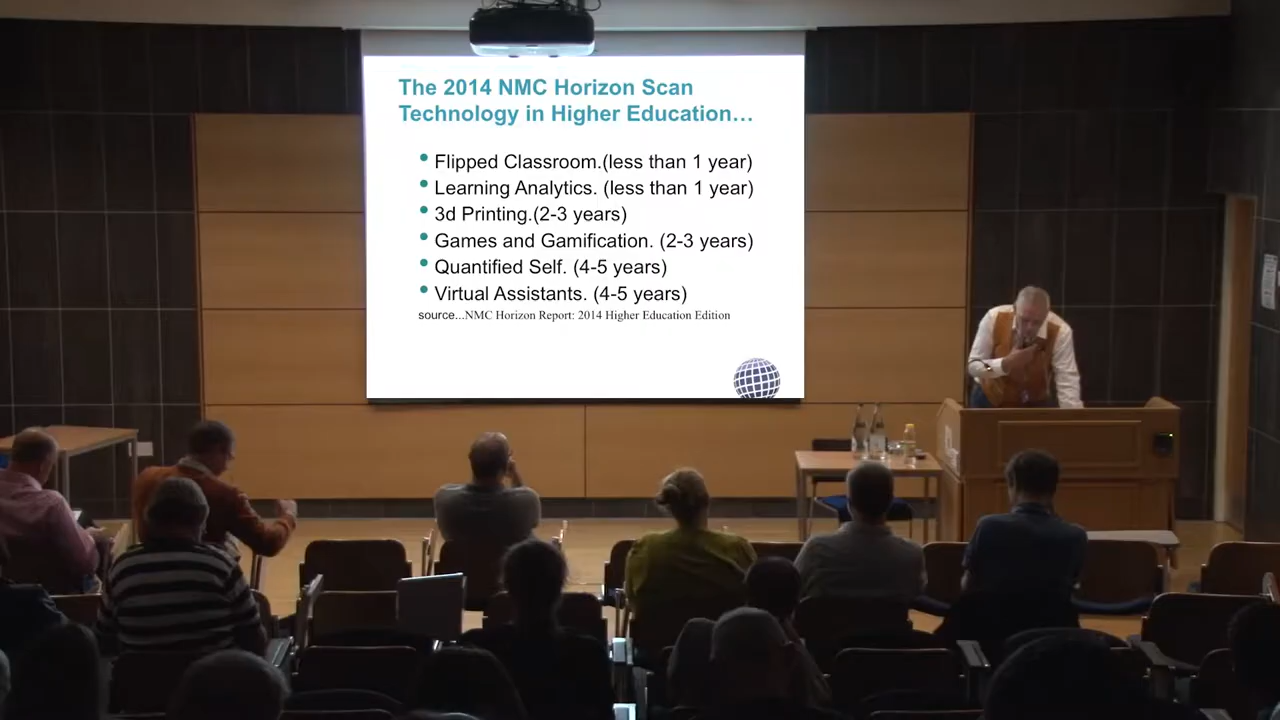 The 2014 NMC Horizon Scan
Technology in Higher Education…
• Flipped Classroom.(less than 1 year)
• Learning Analytics. (less than 1 year)
• 3d Printing.(2-3 years)
• Games and Gamification. (2-3 years)
• Quantified Self. (4-5 years)
• Virtual Assistants. (4-5 years)
source...NMC Horizon Report: 2014 Higher Education Edition